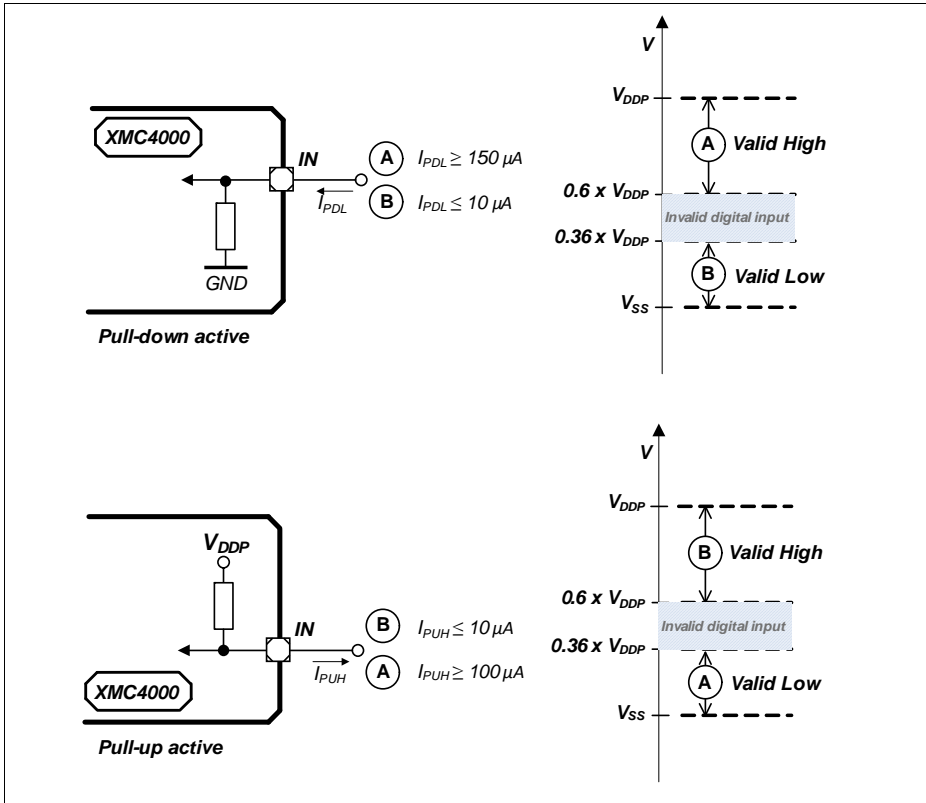 XMC4000
IN
A I_PDL ≥ 150 μA
I_PDL
B I_PDL ≤ 10 μA
GND
Pull-down active
V
V_DDP
A Valid High
0.6 x V_DDP
Invalid digital input
0.36 x V_DDP
B Valid Low
V_SS
V_DDP
IN
B I_PUH ≤ 10 μA
I_PUH
A I_PUH ≥ 100 μA
XMC4000
Pull-up active
V
V_DDP
B Valid High
0.6 x V_DDP
Invalid digital input
0.36 x V_DDP
A Valid Low
V_SS